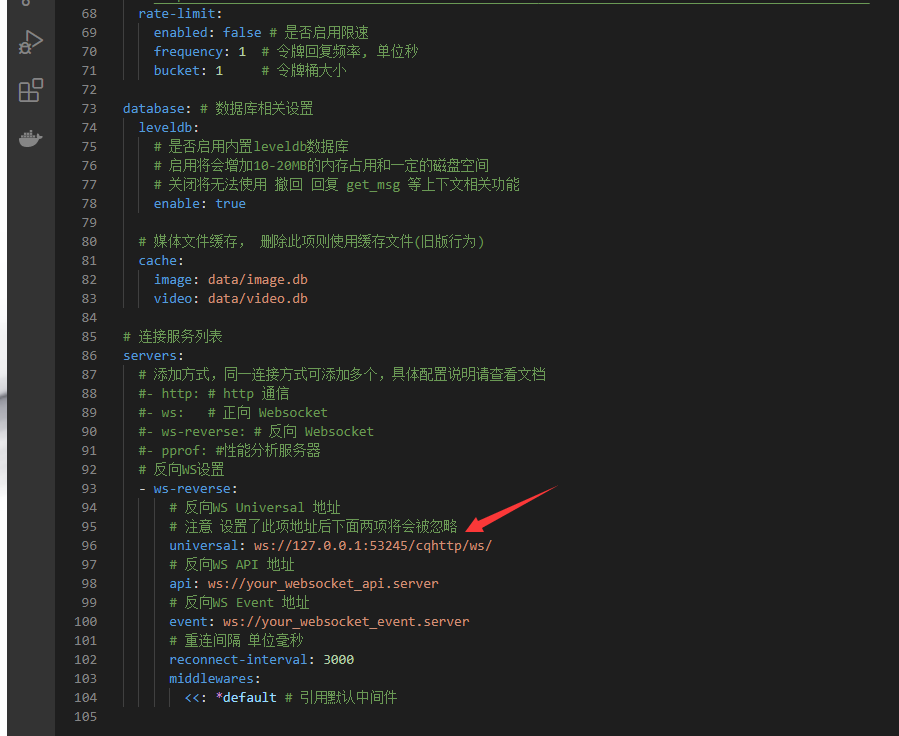 68 rate-limit:
69 enabled: false # 是否启用限速
70 frequency: 1 # 令牌回复频率, 单位秒
71 bucket: 1 # 令牌桶大小
72
73 database: # 数据库相关设置
74 leveldb:
75 # 是否启用内置leveldb数据库
76 # 启用将会增加10-20MB的内存占用和一定的磁盘空间
77 # 关闭将无法使用 撤回 回复 get_msg 等上下文相关功能
78 enable: true
79
80 # 媒体文件缓存, 删除此项则使用缓存文件(旧版行为)
81 cache:
82 image: data/image.db
83 video: data/video.db
84
85 # 连接服务列表
86 servers:
87 # 添加方式,同一连接方式可添加多个,具体配置说明请查看文档
88 #- http: # http 通信
89 #- ws: # 正向 Websocket
90 #- ws-reverse: # 反向 Websocket
91 #- pprof: #性能分析服务器
92 # 反向WS设置
93 - ws-reverse:
94 # 反向WS Universal 地址
95 # 注意 设置了此项地址后下面两项将会被忽略
96 universal: ws://127.0.0.1:53245/cqhttp/ws/
97 # 反向WS API 地址
98 api: ws://your_websocket_api.server
99 # 反向WS Event 地址
100 event: ws://your_websocket_event.server
101 # 重连间隔 单位毫秒
102 reconnect-interval: 3000
103 middlewares:
104 <<: *default # 引用默认中间件
105